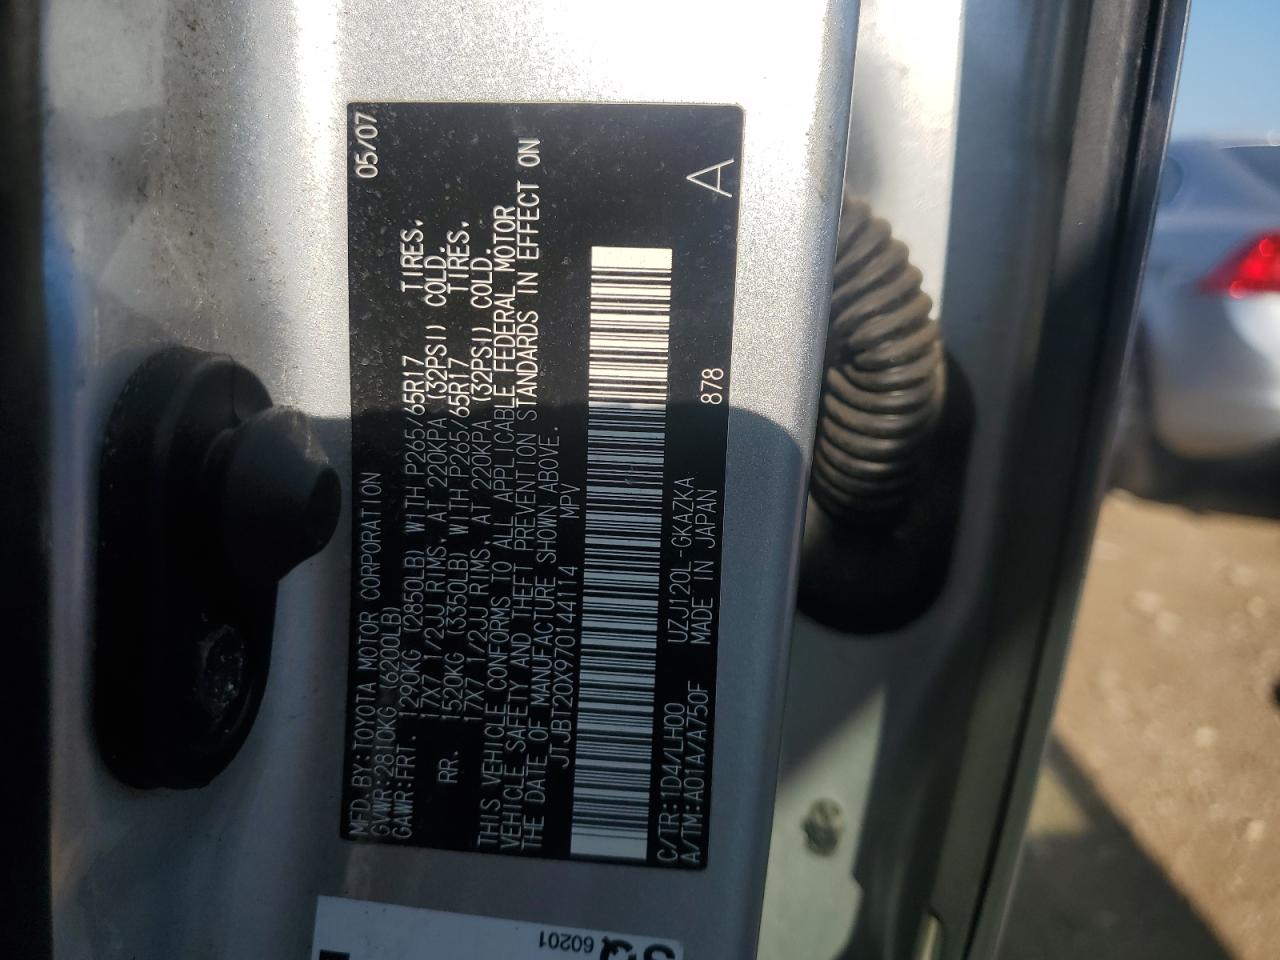 MFD.BY:TOYOTA MOTOR CORPORATION 05/07
GVWR:2810KG (6200LB)
GAWR:FRT. 1290KG (2850LB) WITH P265/65R17 TIRES,
17X7 1/2JJ RIMS, AT 220KPA (32PSI) COLD.
RR. 1520KG (3350LB) WITH P265/65R17 TIRES,
17X7 1/2JJ RIMS, AT 220KPA (32PSI) COLD.
THIS VEHICLE CONFORMS TO ALL APPLICABLE FEDERAL MOTOR
VEHICLE SAFETY AND THEFT PREVENTION STANDARDS IN EFFECT ON
THE DATE OF MANUFACTURE SHOWN ABOVE.
JTJBT20X970144114 MPV
C/TR:1D4/LH00 UZJ120L-GKAZKA 878 A
A/TM:A01A/A750F MADE IN JAPAN
60201